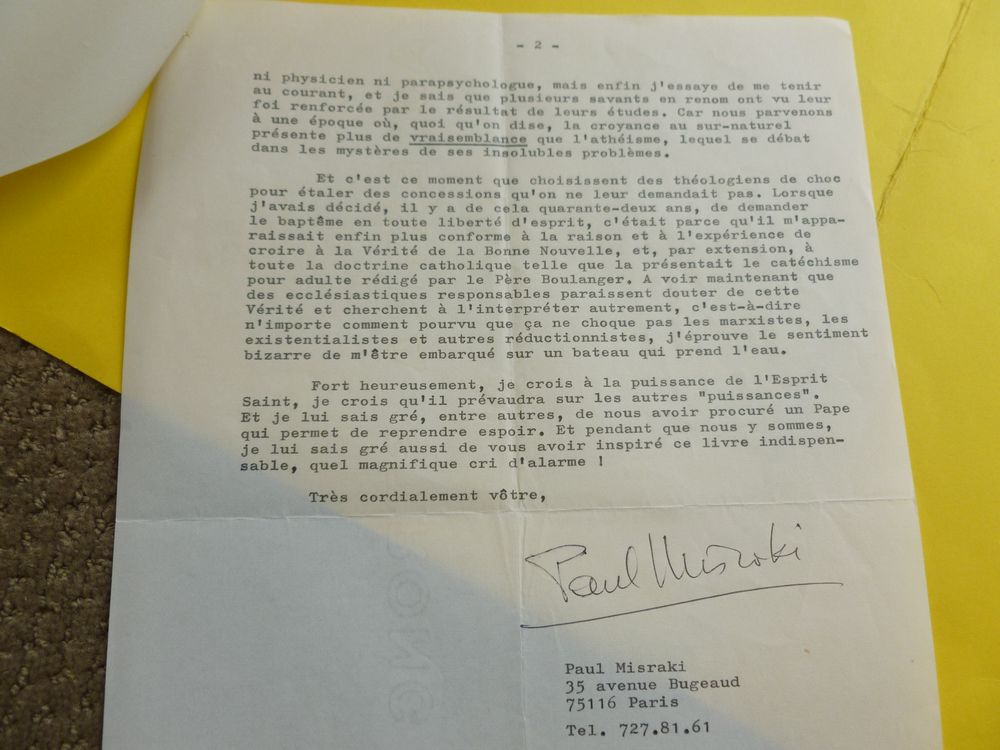 - 2 -
ni physicien ni parapsychologue, mais enfin j'essaye de me tenir
au courant, et je sais que plusieurs savants en renom ont vu leur
foi renforcée par le résultat de leurs études. Car nous parvenons
à une époque où, quoi qu'on dise, la croyance au sur-naturel
présente plus de vraisemblance que l'athéisme, lequel se débat
dans les mystères de ses insolubles problèmes.
Et c'est ce moment que choisissent des théologiens de choc
pour étaler des concessions qu'on ne leur demandait pas. Lorsque
j'avais décidé, il y a de cela quarante-deux ans, de demander
le baptême en toute liberté d'esprit, c'était parce qu'il m'appa-
raissait enfin plus conforme à la raison et à l'expérience de
croire à la Vérité de la Bonne Nouvelle, et, par extension, à
toute la doctrine catholique telle que la présentait le catéchisme
pour adulte rédigé par le Père Boulanger. A voir maintenant que
des ecclésiastiques responsables paraissent douter de cette
Vérité et cherchent à l'interpréter autrement, c'est-à-dire
n'importe comment pourvu que ça ne choque pas les marxistes, les
existentialistes et autres réductionnistes, j'éprouve le sentiment
bizarre de m'être embarqué sur un bateau qui prend l'eau.
Fort heureusement, je crois à la puissance de l'Esprit
Saint, je crois qu'il prévaudra sur les autres "puissances".
Et je lui sais gré, entre autres, de nous avoir procuré un Pape
qui permet de reprendre espoir. Et pendant que nous y sommes,
je lui sais gré aussi de vous avoir inspiré ce livre indispen-
sable, quel magnifique cri d'alarme !
Très cordialement vôtre,
Paul Misraki
Paul Misraki
35 avenue Bugeaud
75116 Paris
Tel. 727.81.61